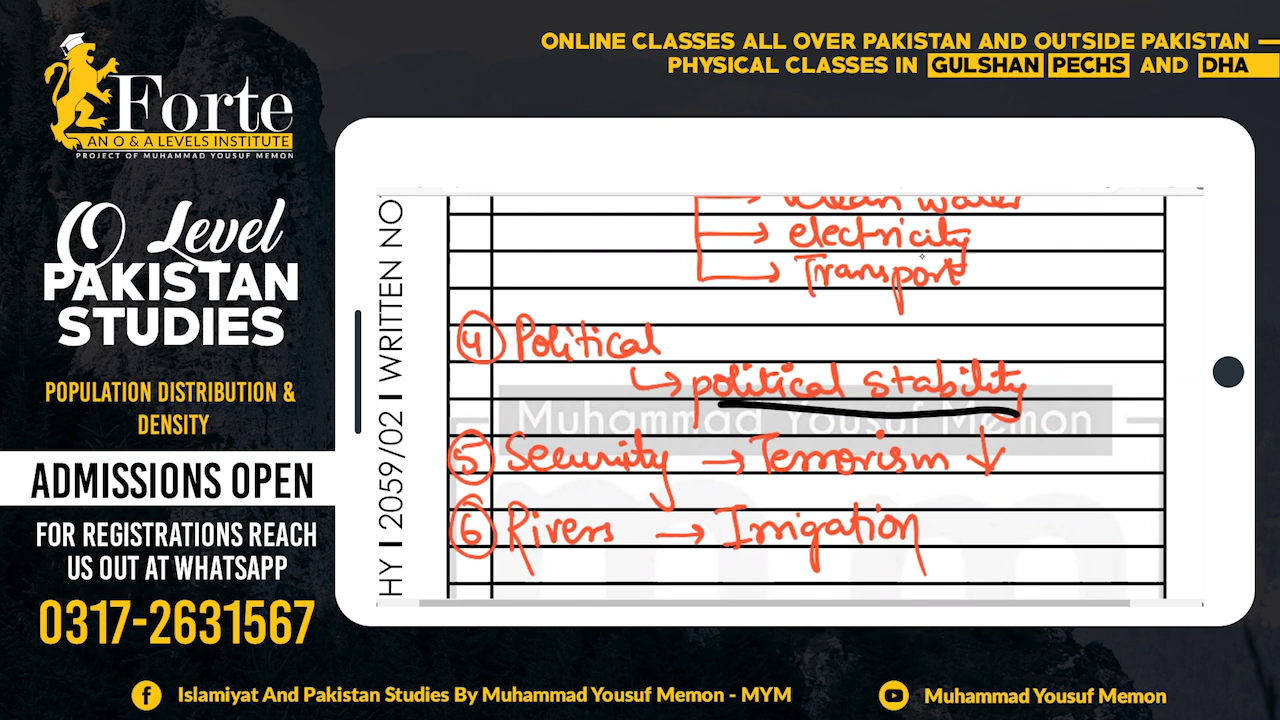 ONLINE CLASSES ALL OVER PAKISTAN AND OUTSIDE PAKISTAN
PHYSICAL CLASSES IN GULSHAN PECHS AND DHA
Forte
AN O & A LEVELS INSTITUTE
PROJECT OF MUHAMMAD YOUSUF MEMON
O Level
PAKISTAN
STUDIES
POPULATION DISTRIBUTION &
DENSITY
ADMISSIONS OPEN
FOR REGISTRATIONS REACH
US OUT AT WHATSAPP
0317-2631567
HY I 2059/02 I WRITTEN NO
→ clean water
→ electricity
→ Transport
4 Political
↳ political stability
Muhammad Yousuf Memon
5 Security → Terrorism ↓
6 Rivers → Irrigation
Islamiyat And Pakistan Studies By Muhammad Yousuf Memon - MYM
Muhammad Yousuf Memon